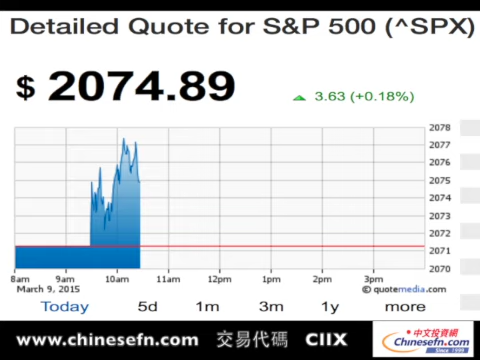 Detailed Quote for S&P 500 (^SPX)
$ 2074.89
3.63 (+0.18%)
2078
2077
2076
2075
2074
2073
2072
2071
2070
8am 9am 10am 11am 12pm 1pm 2pm 3pm
March 9, 2015
© quotemedia.com
Today 5d 1m 3m 1y more
www.chinesefn.com 交易代碼 CIIX
中文投資網
Chinesefn.com
Since 1999